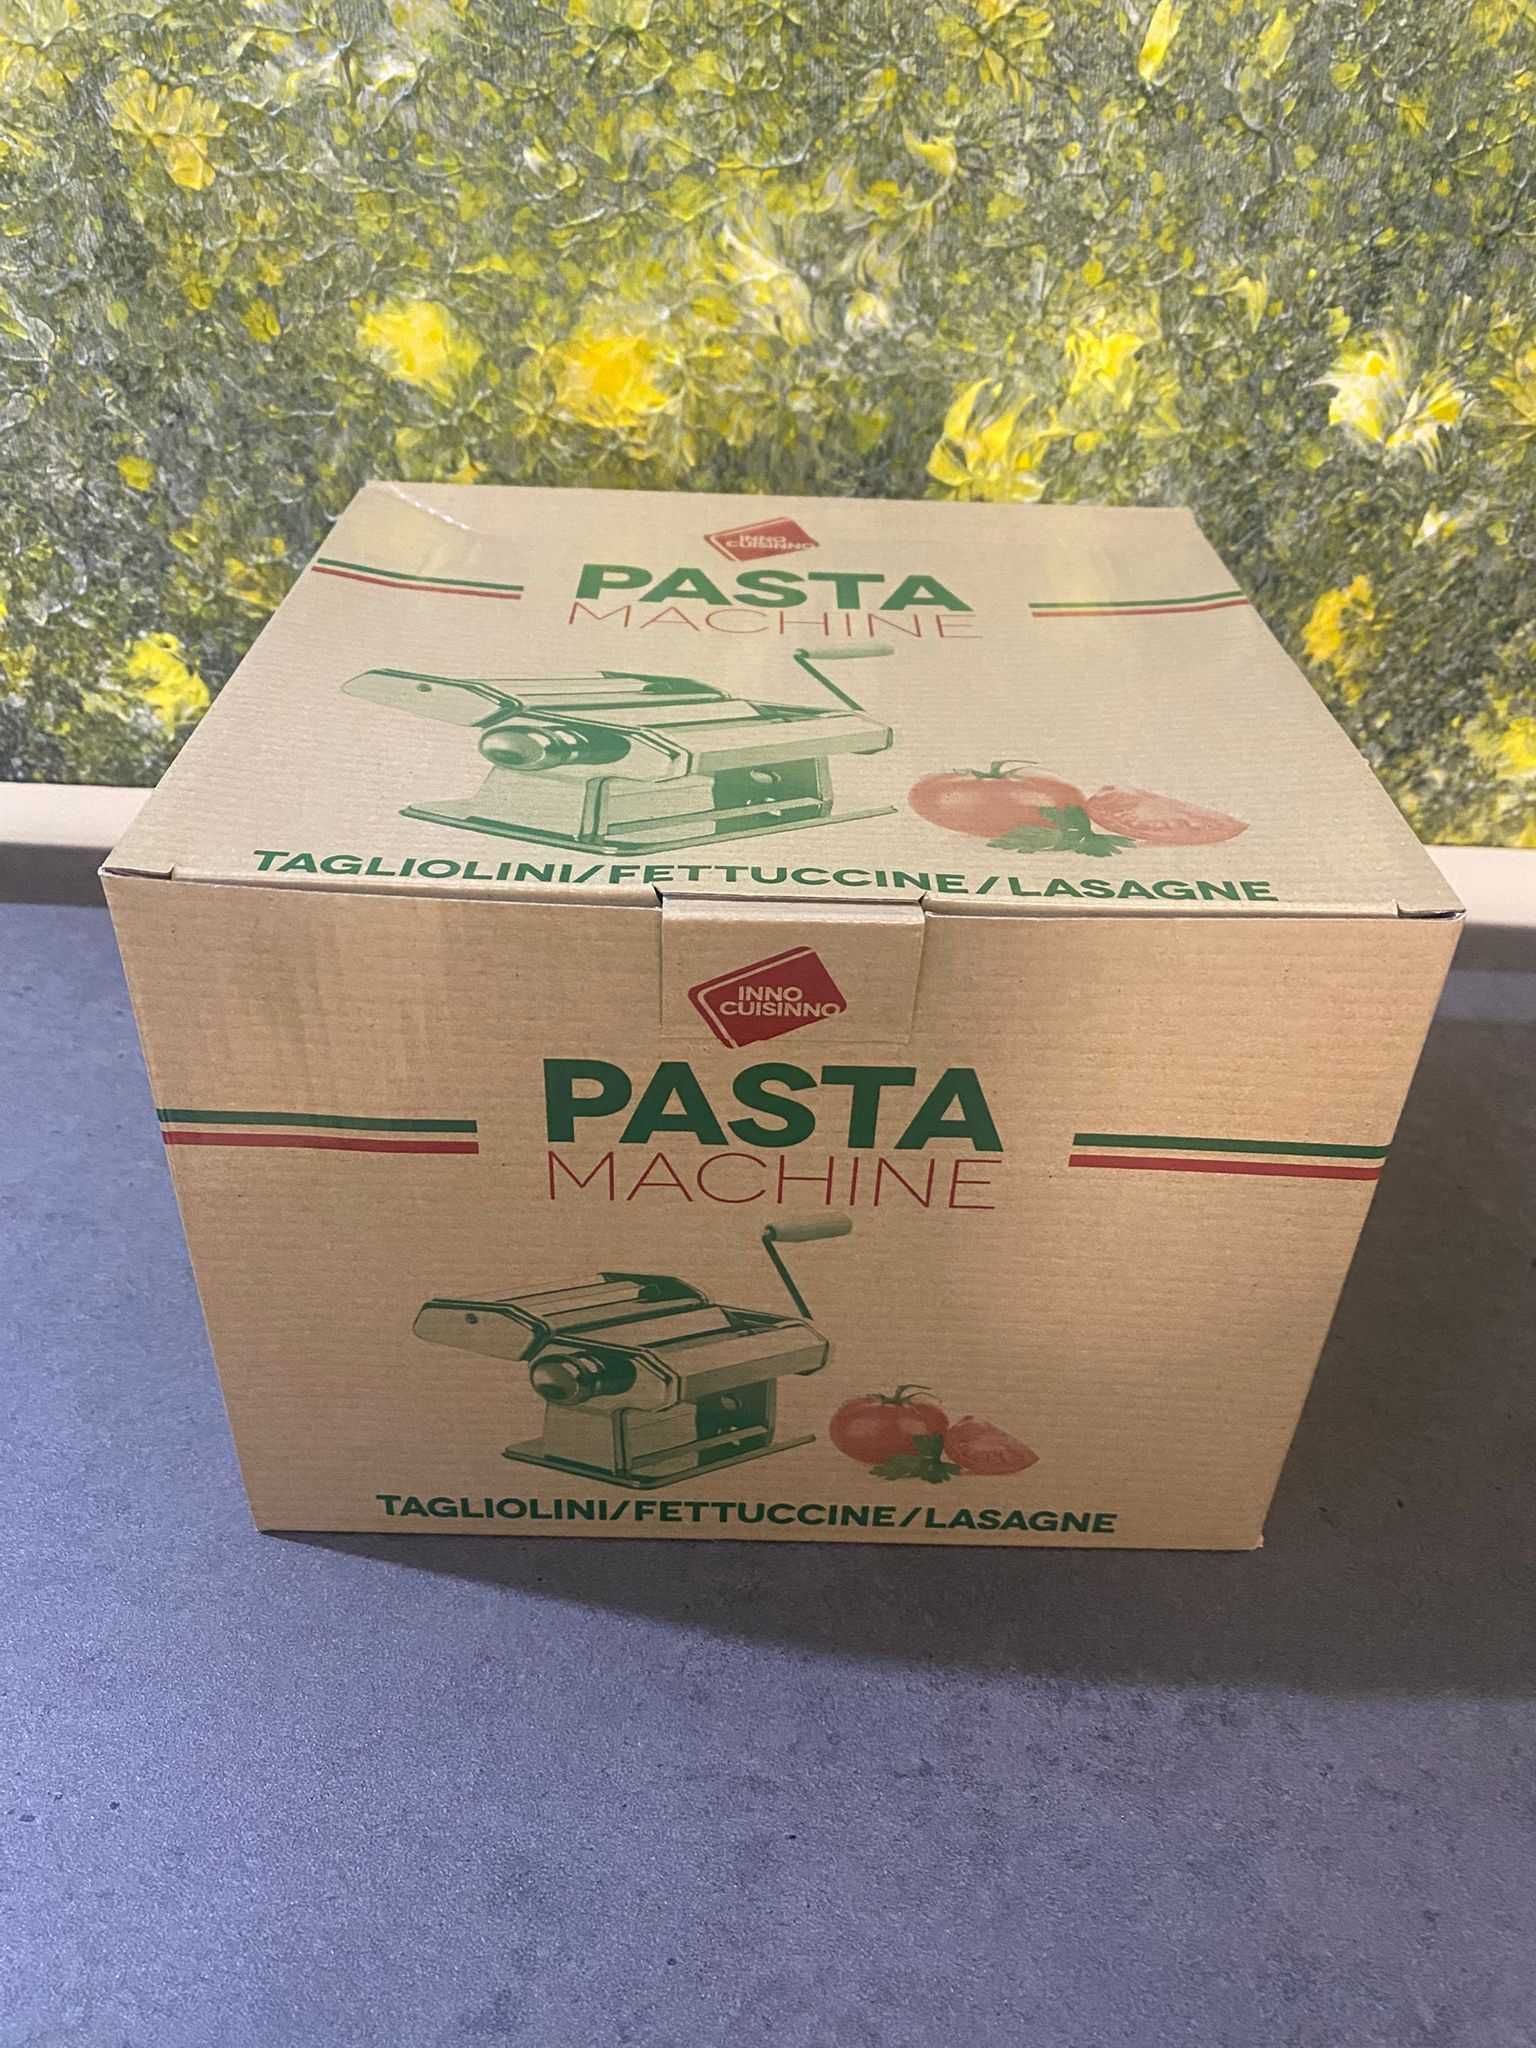 INNO
CUISINNO
PASTA
MACHINE
TAGLIOLINI/FETTUCCINE/LASAGNE
INNO
CUISINNO
PASTA
MACHINE
TAGLIOLINI/FETTUCCINE/LASAGNE